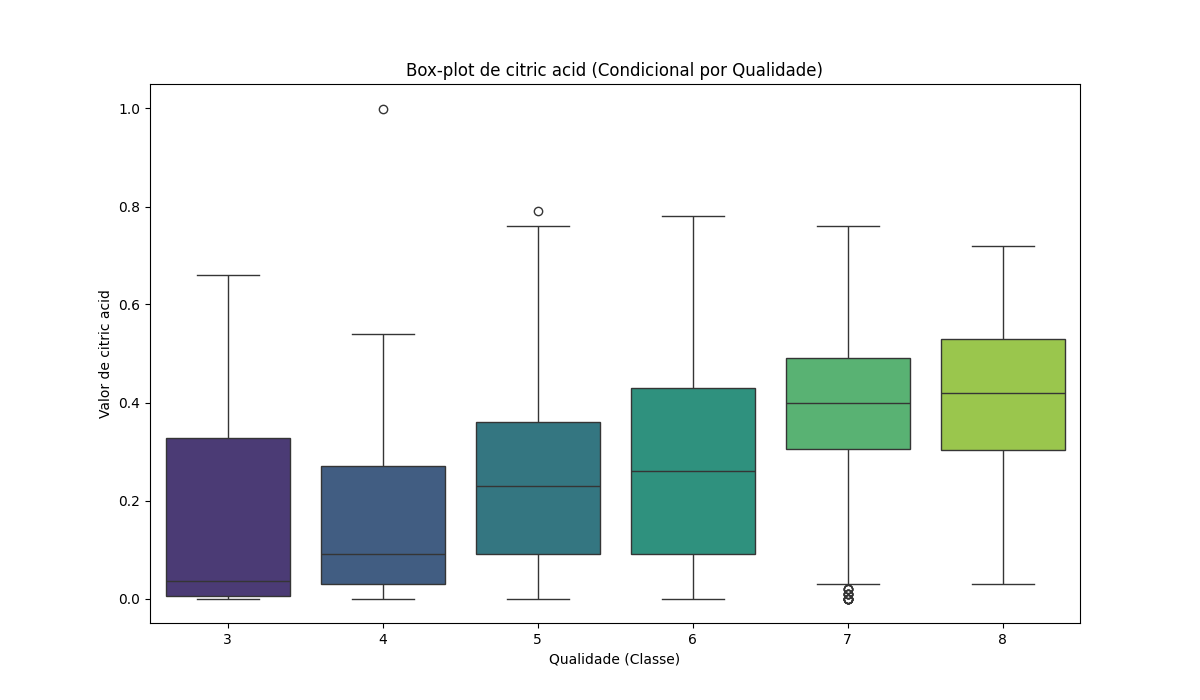 Box-plot de citric acid (Condicional por Qualidade)
Valor de citric acid
1.0
0.8
0.6
0.4
0.2
0.0
3 4 5 6 7 8
Qualidade (Classe)